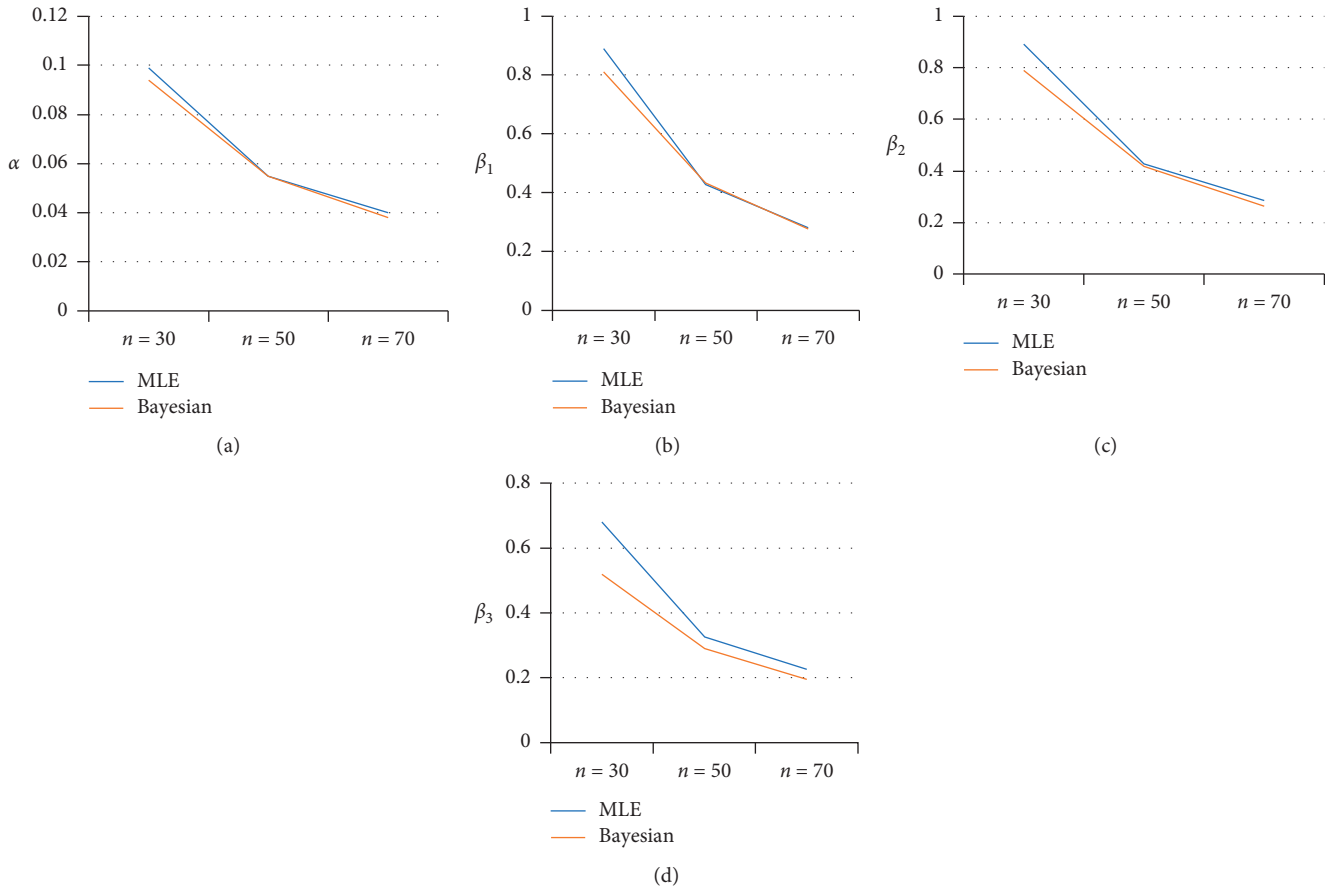 0.12
0.1
0.08
0.06
0.04
0.02
0
α
n = 30 n = 50 n = 70
MLE
Bayesian
(a)
1
0.8
0.6
0.4
0.2
0
β1
n = 30 n = 50 n = 70
MLE
Bayesian
(b)
1
0.8
0.6
0.4
0.2
0
β2
n = 30 n = 50 n = 70
MLE
Bayesian
(c)
0.8
0.6
0.4
0.2
0
β3
n = 30 n = 50 n = 70
MLE
Bayesian
(d)